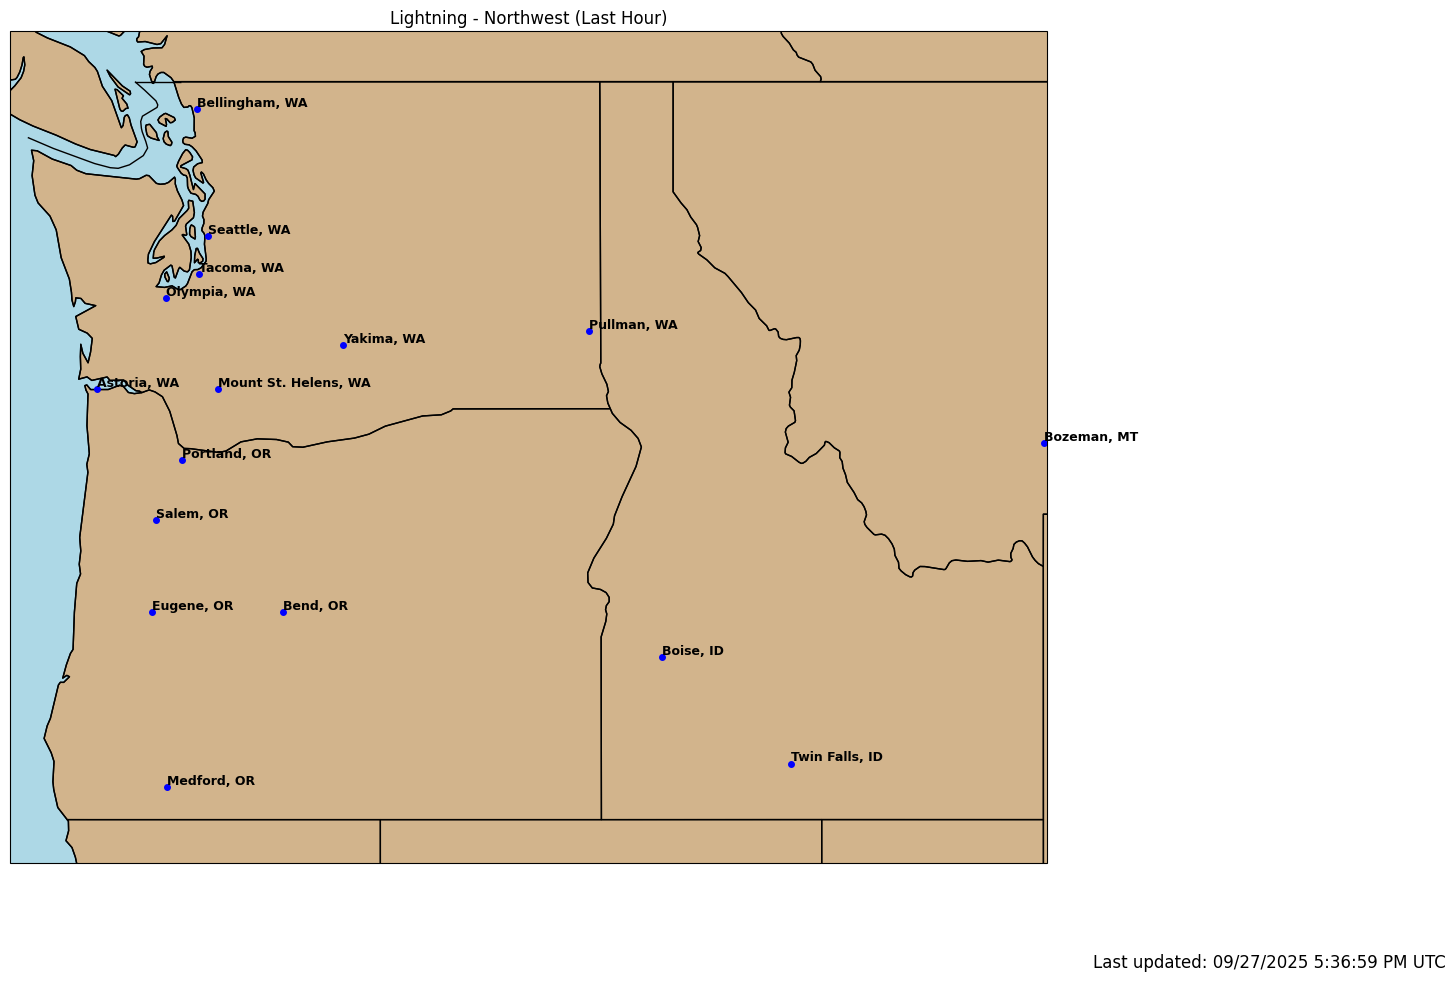 Lightning - Northwest (Last Hour)
Bellingham, WA
Seattle, WA
Tacoma, WA
Olympia, WA
Pullman, WA
Yakima, WA
Astoria, WA
Mount St. Helens, WA
Bozeman, MT
Portland, OR
Salem, OR
Eugene, OR
Bend, OR
Boise, ID
Twin Falls, ID
Medford, OR
Last updated: 09/27/2025 5:36:59 PM UTC